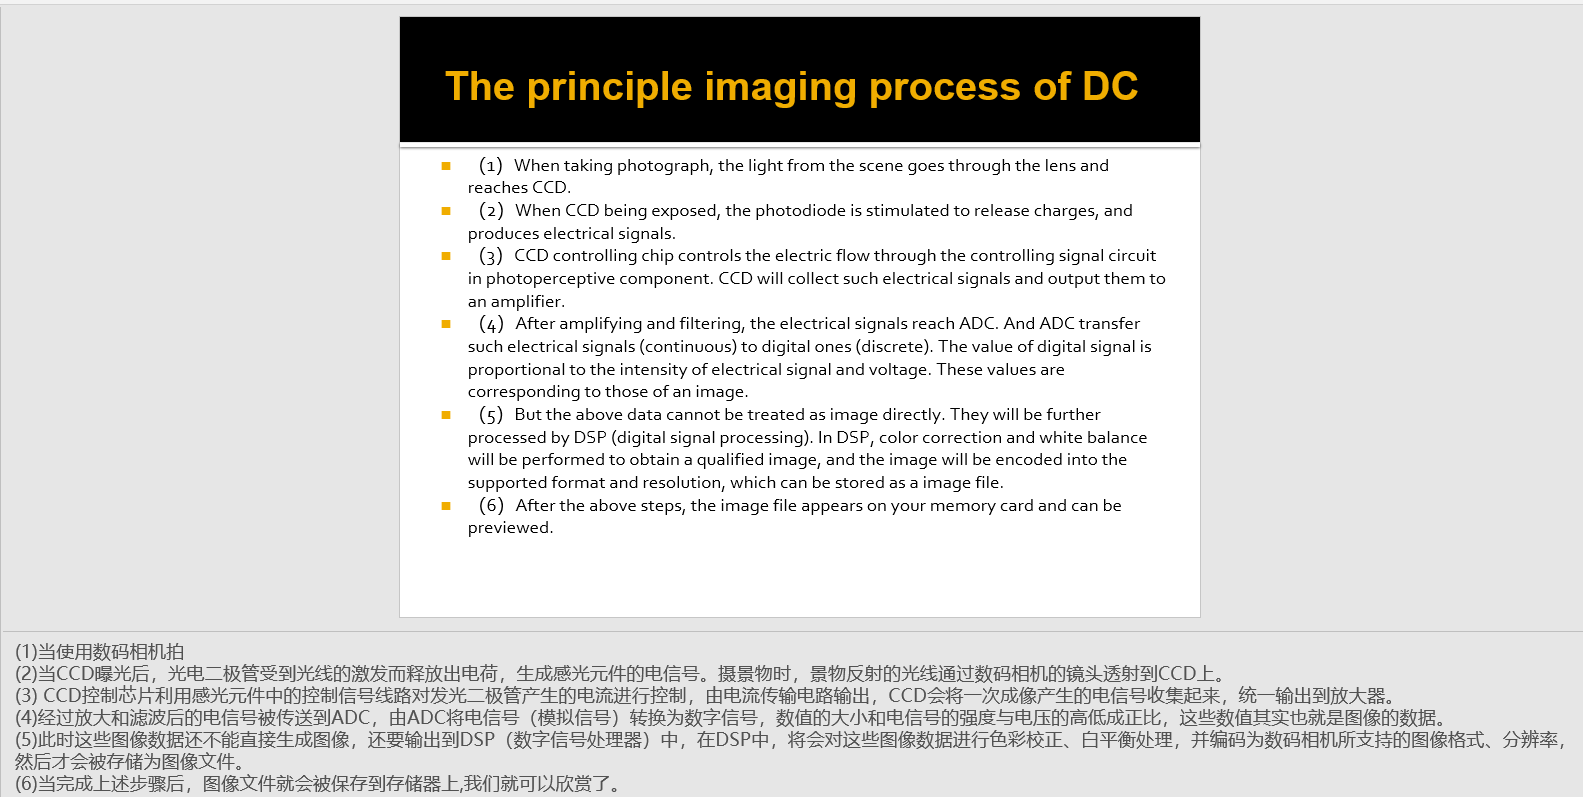 The principle imaging process of DC
(1) When taking photograph, the light from the scene goes through the lens and
reaches CCD.
(2) When CCD being exposed, the photodiode is stimulated to release charges, and
produces electrical signals.
(3) CCD controlling chip controls the electric flow through the controlling signal circuit
in photoperceptive component. CCD will collect such electrical signals and output them to
an amplifier.
(4) After amplifying and filtering, the electrical signals reach ADC. And ADC transfer
such electrical signals (continuous) to digital ones (discrete). The value of digital signal is
proportional to the intensity of electrical signal and voltage. These values are
corresponding to those of an image.
(5) But the above data cannot be treated as image directly. They will be further
processed by DSP (digital signal processing). In DSP, color correction and white balance
will be performed to obtain a qualified image, and the image will be encoded into the
supported format and resolution, which can be stored as a image file.
(6) After the above steps, the image file appears on your memory card and can be
previewed.
(1)当使用数码相机拍
(2)当CCD曝光后，光电二极管受到光线的激发而释放出电荷，生成感光元件的电信号。摄景物时，景物反射的光线通过数码相机的镜头透射到CCD上。
(3) CCD控制芯片利用感光元件中的控制信号线路对发光二极管产生的电流进行控制，由电流传输电路输出，CCD会将一次成像产生的电信号收集起来，统一输出到放大器。
(4)经过放大和滤波后的电信号被传送到ADC，由ADC将电信号（模拟信号）转换为数字信号，数值的大小和电信号的强度与电压的高低成正比，这些数值其实也就是图像的数据。
(5)此时这些图像数据还不能直接生成图像，还要输出到DSP（数字信号处理器）中，在DSP中，将会对这些图像数据进行色彩校正、白平衡处理，并编码为数码相机所支持的图像格式、分辨率，
然后才会被存储为图像文件。
(6)当完成上述步骤后，图像文件就会被保存到存储器上,我们就可以欣赏了。